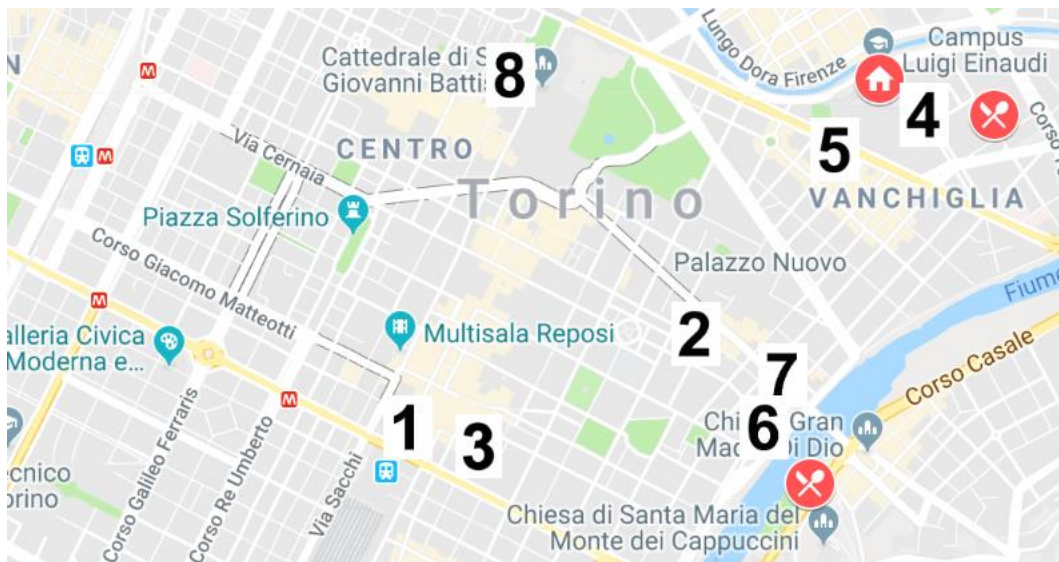 Cattedrale di S
Giovanni Battis
8
Lungo Dora Firenze
Campus
Luigi Einaudi
4
5
N
M
Via Cernaia
CENTRO
Torino
VANCHIGLIA
M
Piazza Solferino
Palazzo Nuovo
Corso Giacomo Matteotti
Fiume
M
alleria Civica
Moderna e...
Multisala Reposi
2
Corso Casale
7
M
1
3
6
Chi Gran
Mad Di Dio
Corso Galileo Ferraris
Corso Re Umberto
Via Sacchi
ecnico
orino
Chiesa di Santa Maria del
Monte dei Cappuccini